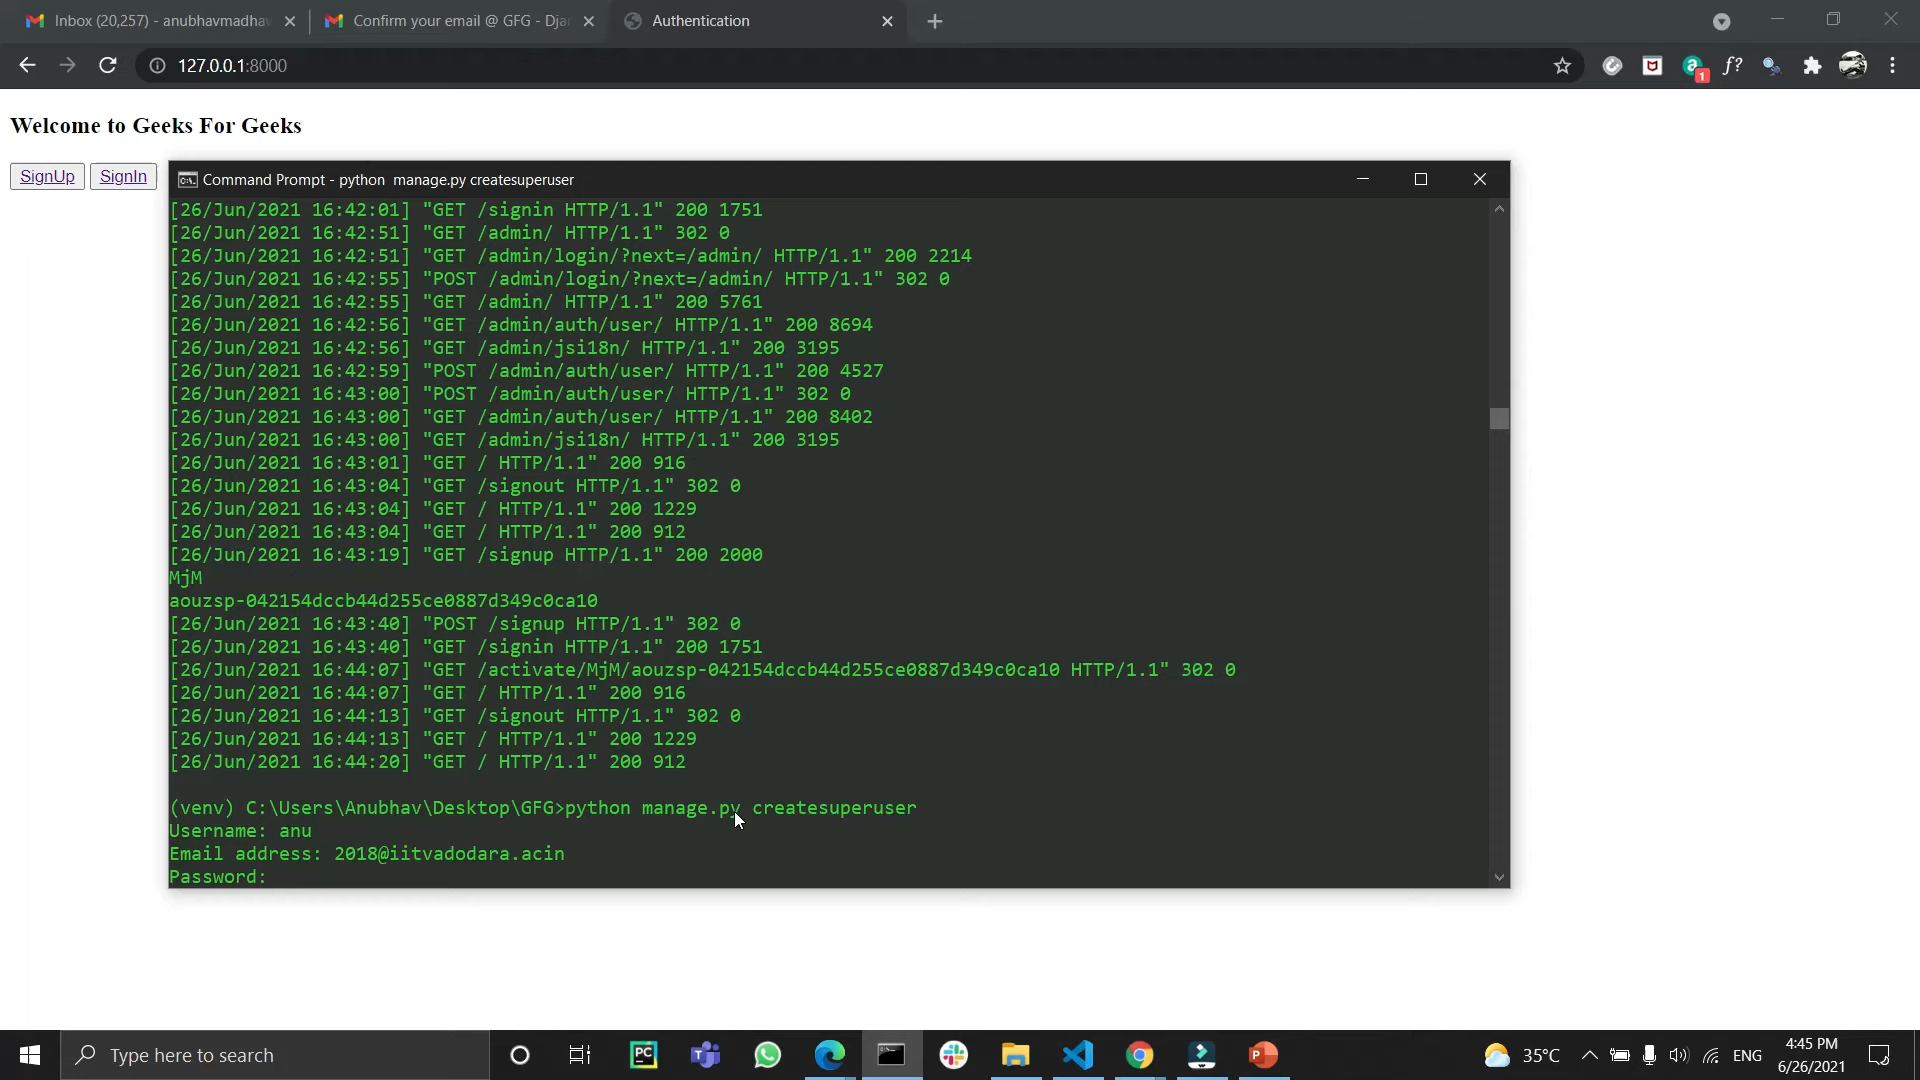 Inbox (20,257) - anubhavmadhav
Confirm your email @ GFG - Dja
Authentication
127.0.0.1:8000
1
f?
Welcome to Geeks For Geeks
SignUp SignIn
Command Prompt - python  manage.py createsuperuser
[26/Jun/2021 16:42:01] "GET /signin HTTP/1.1" 200 1751
[26/Jun/2021 16:42:51] "GET /admin/ HTTP/1.1" 302 0
[26/Jun/2021 16:42:51] "GET /admin/login/?next=/admin/ HTTP/1.1" 200 2214
[26/Jun/2021 16:42:55] "POST /admin/login/?next=/admin/ HTTP/1.1" 302 0
[26/Jun/2021 16:42:55] "GET /admin/ HTTP/1.1" 200 5761
[26/Jun/2021 16:42:56] "GET /admin/auth/user/ HTTP/1.1" 200 8694
[26/Jun/2021 16:42:56] "GET /admin/jsi18n/ HTTP/1.1" 200 3195
[26/Jun/2021 16:42:59] "POST /admin/auth/user/ HTTP/1.1" 200 4527
[26/Jun/2021 16:43:00] "POST /admin/auth/user/ HTTP/1.1" 302 0
[26/Jun/2021 16:43:00] "GET /admin/auth/user/ HTTP/1.1" 200 8402
[26/Jun/2021 16:43:00] "GET /admin/jsi18n/ HTTP/1.1" 200 3195
[26/Jun/2021 16:43:01] "GET / HTTP/1.1" 200 916
[26/Jun/2021 16:43:04] "GET /signout HTTP/1.1" 302 0
[26/Jun/2021 16:43:04] "GET / HTTP/1.1" 200 1229
[26/Jun/2021 16:43:04] "GET / HTTP/1.1" 200 912
[26/Jun/2021 16:43:19] "GET /signup HTTP/1.1" 200 2000
MjM
aouzsp-042154dccb44d255ce0887d349c0ca10
[26/Jun/2021 16:43:40] "POST /signup HTTP/1.1" 302 0
[26/Jun/2021 16:43:40] "GET /signin HTTP/1.1" 200 1751
[26/Jun/2021 16:44:07] "GET /activate/MjM/aouzsp-042154dccb44d255ce0887d349c0ca10 HTTP/1.1" 302 0
[26/Jun/2021 16:44:07] "GET / HTTP/1.1" 200 916
[26/Jun/2021 16:44:13] "GET /signout HTTP/1.1" 302 0
[26/Jun/2021 16:44:13] "GET / HTTP/1.1" 200 1229
[26/Jun/2021 16:44:20] "GET / HTTP/1.1" 200 912
(venv) C:\Users\Anubhav\Desktop\GFG>python manage.py createsuperuser
Username: anu
Email address: 2018@iitvadodara.acin
Password:
Type here to search
35°C
ENG
4:45 PM
6/26/2021